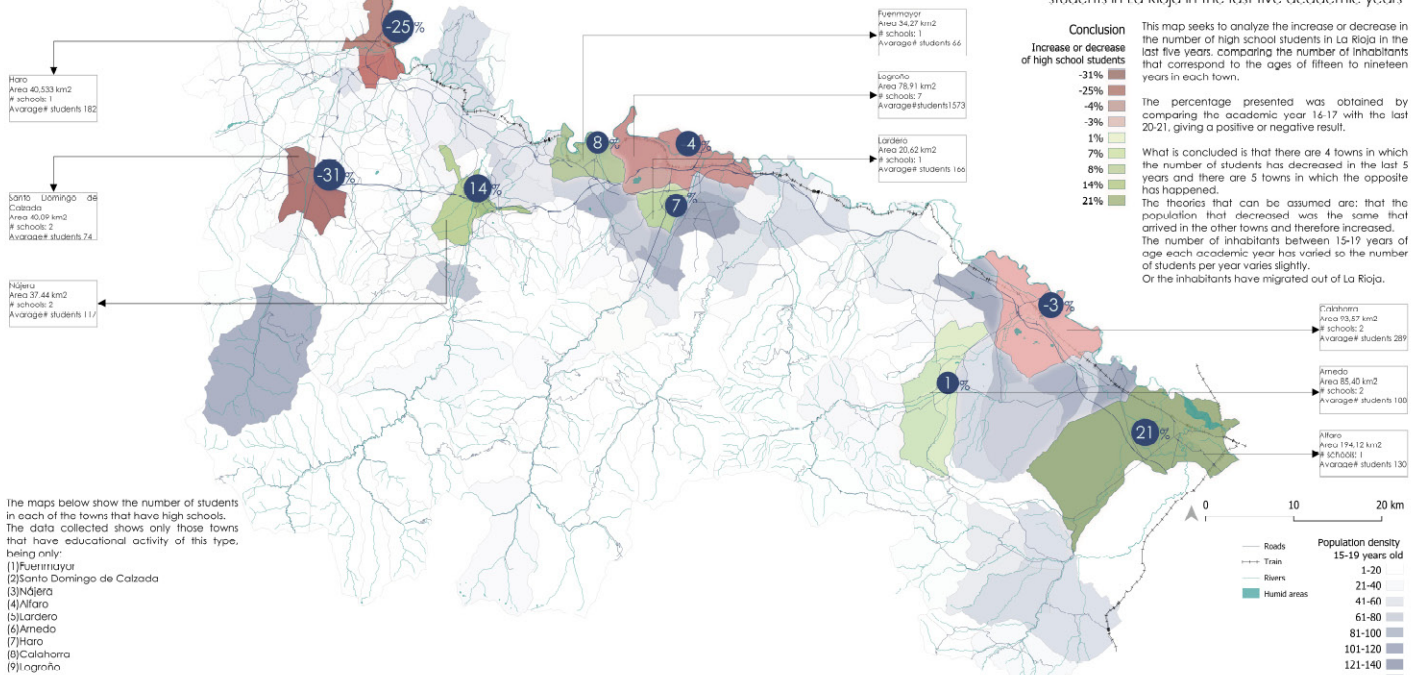 students in La Rioja in the last five academic years
-25%
Haro
Area 40,533 km2
# schools: 1
Avarage# students 182
Santo Domingo de
Calzada
Area 40,09 km2
# schools: 2
Avarage# students 74
Nájera
Area 37,44 km2
# schools: 2
Avarage# students 117
-31%
14%
8%
-4%
7%
-3%
1%
21%
Fuenmayor
Area 34,27 km2
# schools: 1
Avarage# students 66
Logroño
Area 78,91 km2
# schools: 7
Avarage#students1573
Lardero
Area 20,62 km2
# schools: 1
Avarage# students 166
Conclusion
Increase or decrease
of high school students
-31%
-25%
-4%
-3%
1%
7%
8%
14%
21%
This map seeks to analyze the increase or decrease in
the number of high school students in La Rioja in the
last five years. comparing the number of inhabitants
that correspond to the ages of fifteen to nineteen
years in each town.
The percentage presented was obtained by
comparing the academic year 16-17 with the last
20-21, giving a positive or negative result.
What is concluded is that there are 4 towns in which
the number of students has decreased in the last 5
years and there are 5 towns in which the opposite
has happened.
The theories that can be assumed are: that the
population that decreased was the same that
arrived in the other towns and therefore increased.
The number of inhabitants between 15-19 years of
age each academic year has varied so the number
of students per year varies slightly.
Or the inhabitants have migrated out of La Rioja.
Calahorra
Area 93,57 km2
# schools: 2
Avarage# students 289
Arnedo
Area 85,40 km2
# schools: 2
Avarage# students 100
Alfaro
Area 194,12 km2
# schools: 1
Avarage# students 130
The maps below show the number of students
in each of the towns that have high schools.
The data collected shows only those towns
that have educational activity of this type,
being only:
(1)Fuenmayor
(2)Santo Domingo de Calzada
(3)Nájera
(4)Alfaro
(5)Lardero
(6)Arnedo
(7)Haro
(8)Calahorra
(9)Logroño
0 10 20 km
Roads
Train
Rivers
Humid areas
Population density
15-19 years old
1-20
21-40
41-60
61-80
81-100
101-120
121-140